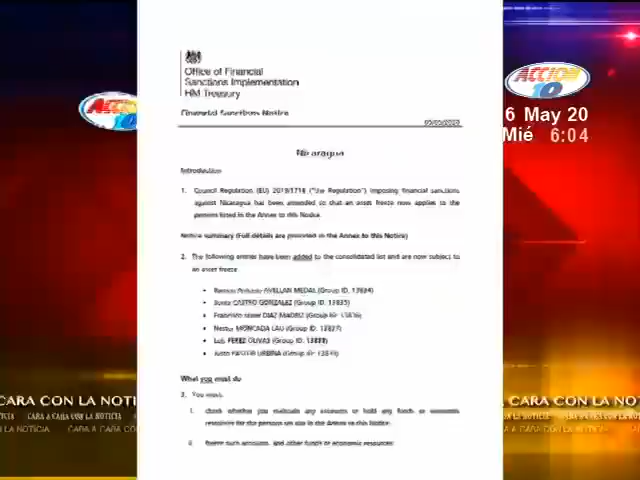 Office of Financial
Sanctions Implementation
HM Treasury
Financial Sanctions Notice
Nicaragua
Introduction
1. Council Regulation (EU) 2019/1716 ("the Regulation") imposing financial sanctions
against Nicaragua has been amended so that an asset freeze now applies to the
persons listed in the Annex to this Notice.
Notice summary (Full details are provided in the Annex to this Notice)
2. The following entries have been added to the consolidated list and are now subject to
an asset freeze
• Ramon Antonio AVELLAN MEDAL (Group ID. 13834)
• Sonia CASTRO GONZALEZ (Group ID. 13835)
• Francisco DIAZ MADRIZ (Group ID.
• Nestor MONCADA LAU (Group ID. 13837)
• Luis PEREZ OLIVAS (Group ID. 13838)
• Justo PASTOR URBINA (Group ID.
What you must do
3. You must:
i. check whether you maintain any accounts or hold any funds or economic
resources for the persons set out in the Annex to this Notice;
ii. freeze such accounts, and other funds or economic resources
ACCION
10
ACCION
10
6 May 20
Mié 6:04
CARA CON LA NOTI
CARA A CARA CON LA NOTICIA
LA NOTICIA CARA A CARA CO
CARA CON LA NOT